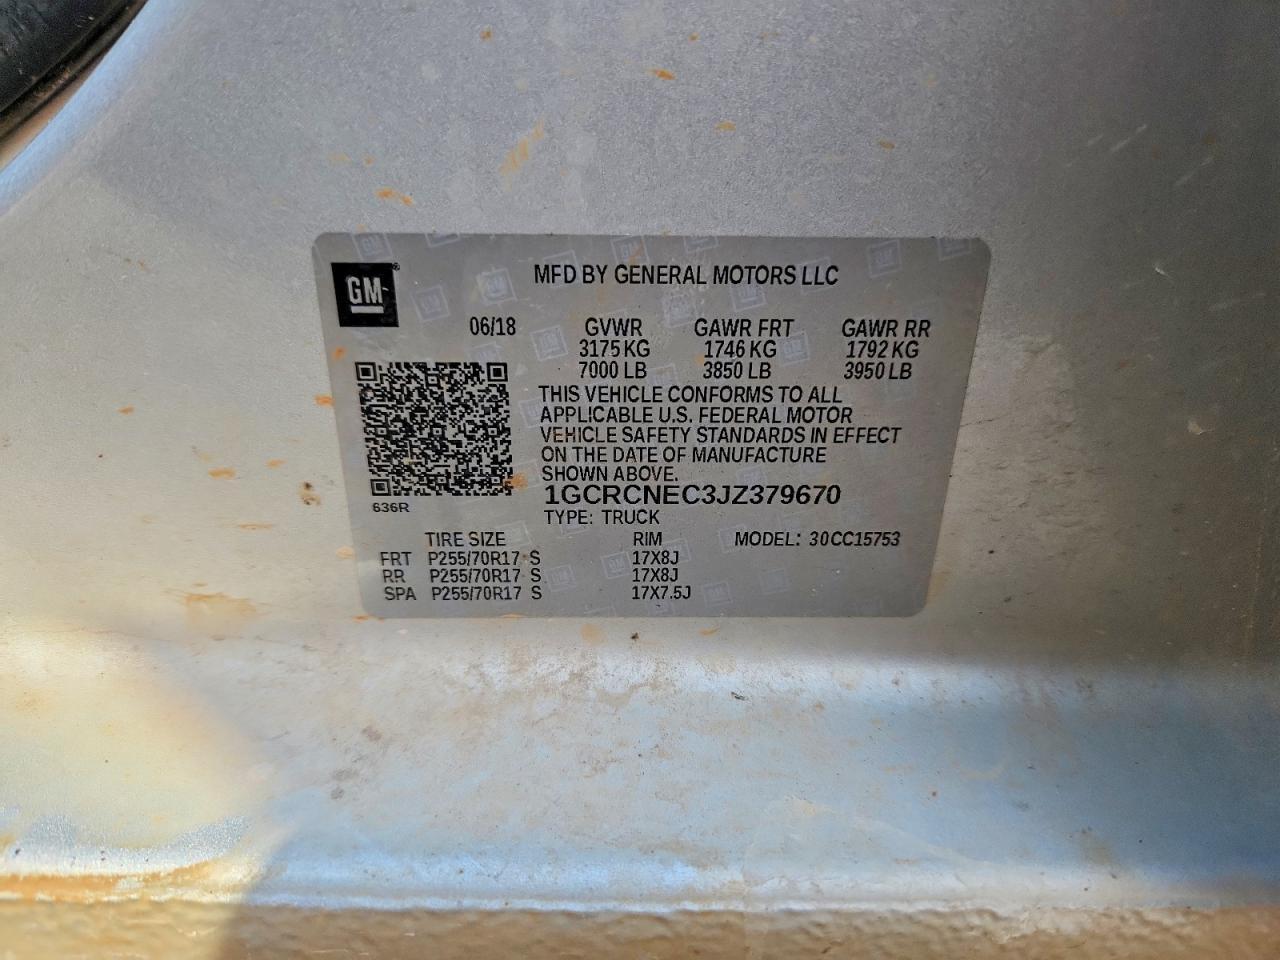 GM
MFD BY GENERAL MOTORS LLC
06/18 GVWR GAWR FRT GAWR RR
3175 KG 1746 KG 1792 KG
7000 LB 3850 LB 3950 LB
THIS VEHICLE CONFORMS TO ALL
APPLICABLE U.S. FEDERAL MOTOR
VEHICLE SAFETY STANDARDS IN EFFECT
ON THE DATE OF MANUFACTURE
SHOWN ABOVE.
1GCRCNEC3JZ379670
636R
TYPE: TRUCK
TIRE SIZE RIM MODEL: 30CC15753
FRT P255/70R17 S 17X8J
RR P255/70R17 S 17X8J
SPA P255/70R17 S 17X7.5J